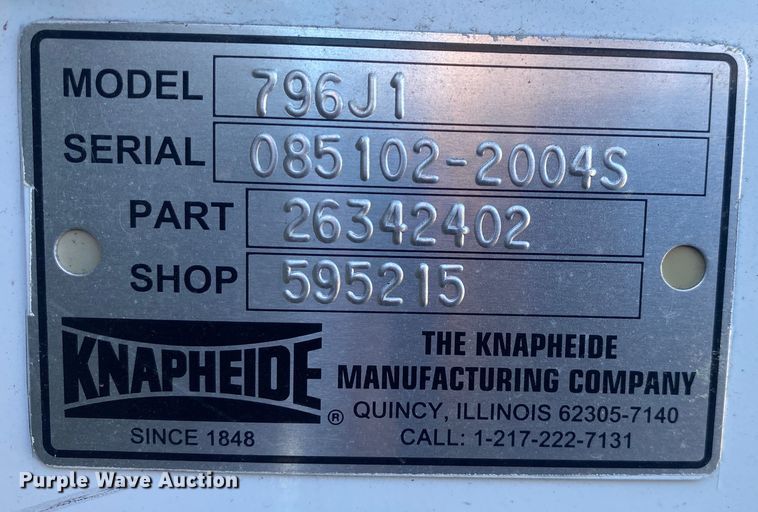 MODEL 796J1
SERIAL 085102-2004S
PART 26342402
SHOP 595215
KNAPHEIDE ®
SINCE 1848
THE KNAPHEIDE
MANUFACTURING COMPANY
QUINCY, ILLINOIS 62305-7140
CALL: 1-217-222-7131
Purple Wave Auction